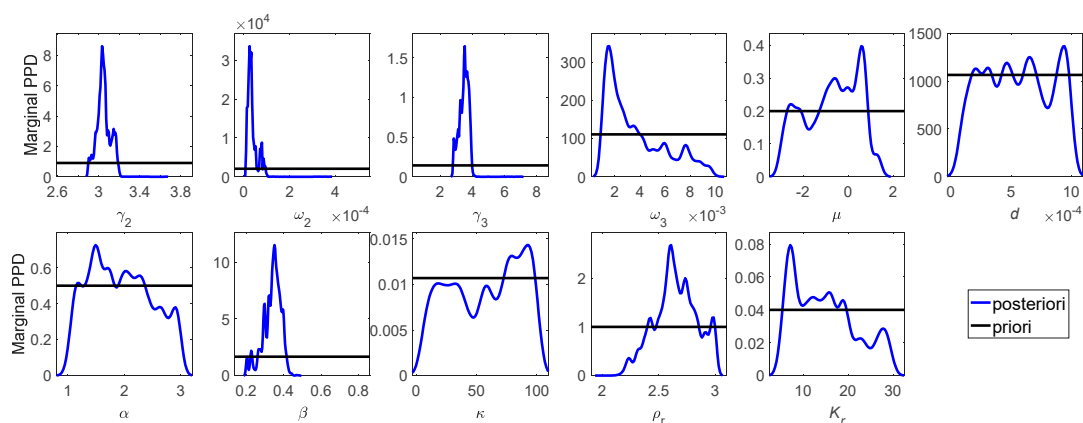 ×10⁴
Marginal PPD
8
6
4
2
0
2.6 3 3.4 3.8
γ₂
3
2
1
0
0 2 4
ω₂ ×10⁻⁴
1.5
1
0.5
0
0 2 4 6 8
γ₃
300
200
100
0
2 4 6 8 10
ω₃ ×10⁻³
0.4
0.3
0.2
0.1
0
-2 0 2
μ
1500
1000
500
0
0 5 10
d ×10⁻⁴
Marginal PPD
0.6
0.4
0.2
0
1 2 3
α
10
5
0
0.2 0.4 0.6 0.8
β
0.015
0.01
0.005
0
0 50 100
κ
2
1
0
2 2.5 3
ρᵣ
0.08
0.06
0.04
0.02
0
0 10 20 30
Kᵣ
posteriori
priori